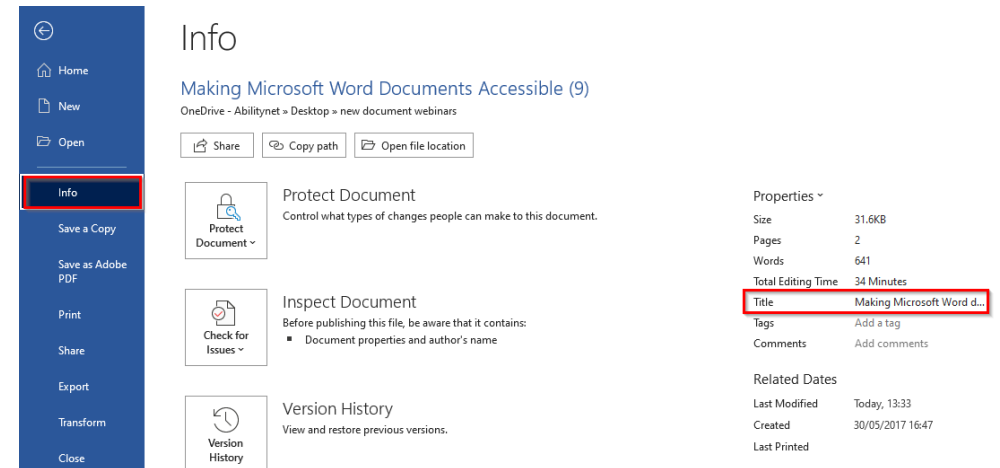 Info
Home
New
Open
Info
Save a Copy
Save as Adobe
PDF
Print
Share
Export
Transform
Close
Making Microsoft Word Documents Accessible (9)
OneDrive - Abilitynet » Desktop » new document webinars
Share
Copy path
Open file location
Protect
Document
Protect Document
Control what types of changes people can make to this document.
Check for
Issues
Inspect Document
Before publishing this file, be aware that it contains:
Document properties and author's name
Version
History
Version History
View and restore previous versions.
Properties
Size 31.6KB
Pages 2
Words 641
Total Editing Time 34 Minutes
Title Making Microsoft Word d...
Tags Add a tag
Comments Add comments
Related Dates
Last Modified Today, 13:33
Created 30/05/2017 16:47
Last Printed